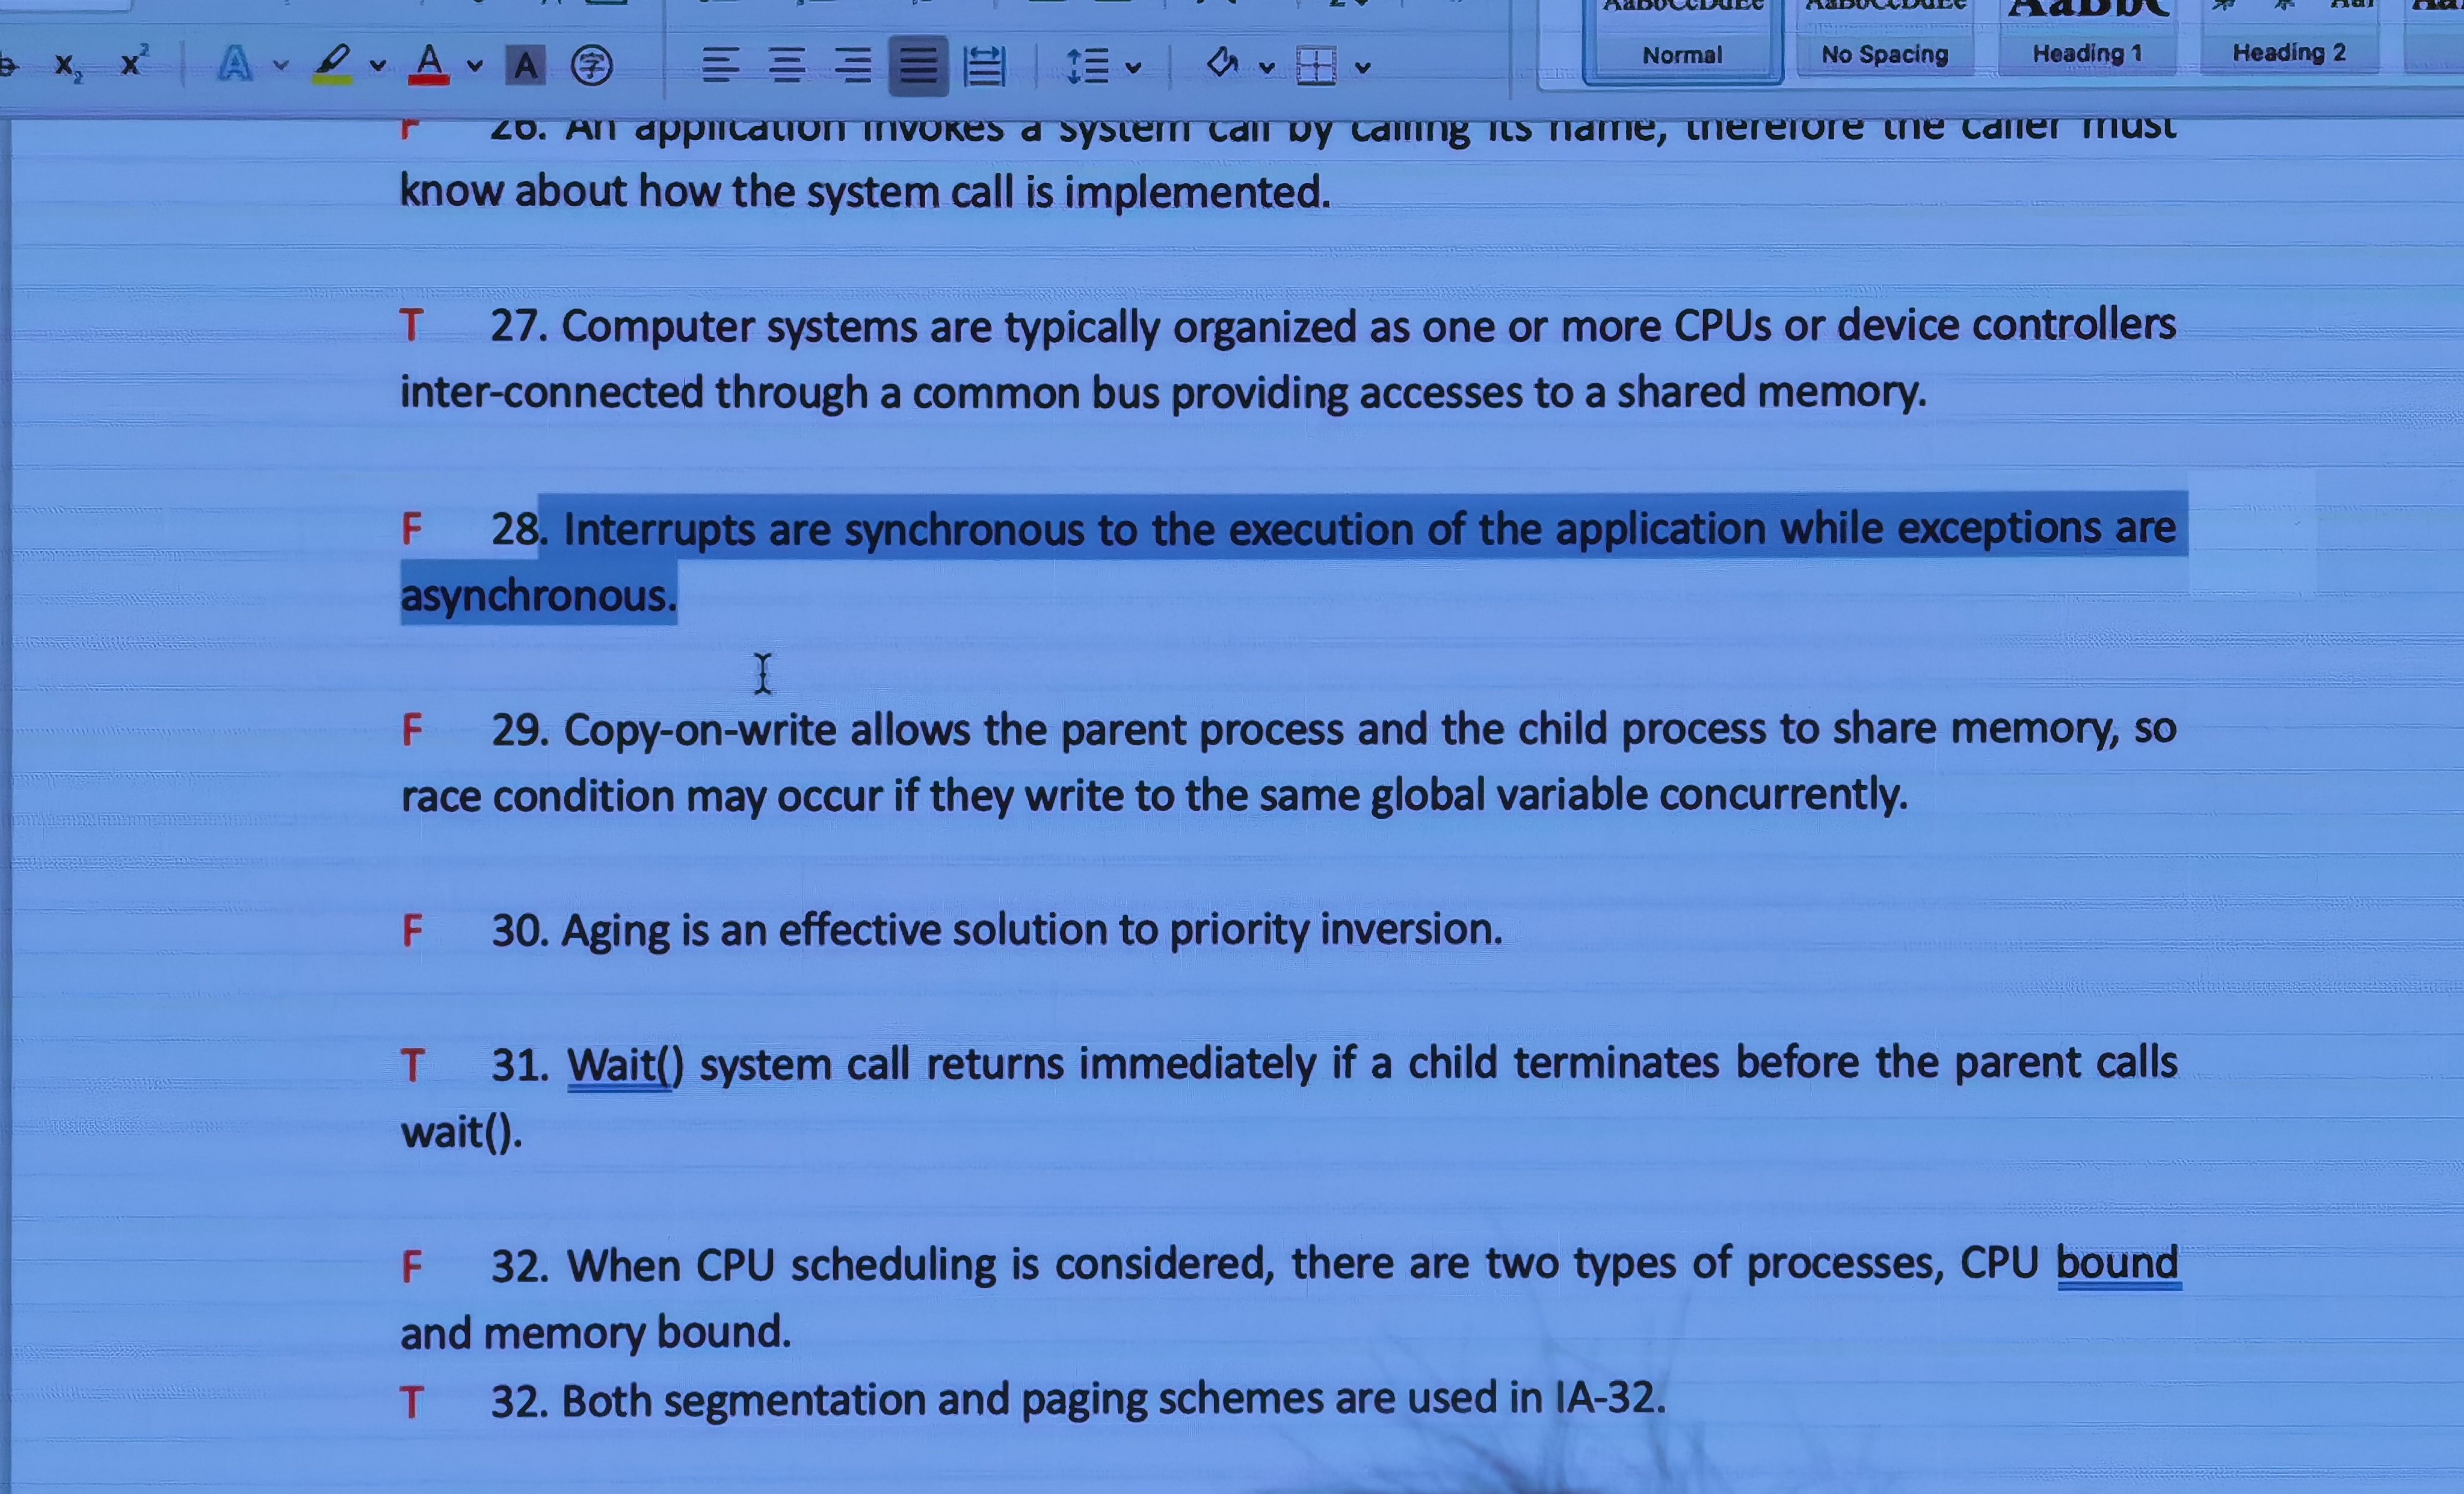 x₂ x² A A A 字
Normal No Spacing Heading 1 Heading 2
F 26. An application invokes a system call by calling its name, therefore the caller must
know about how the system call is implemented.
T 27. Computer systems are typically organized as one or more CPUs or device controllers
inter-connected through a common bus providing accesses to a shared memory.
F 28. Interrupts are synchronous to the execution of the application while exceptions are
asynchronous.
F 29. Copy-on-write allows the parent process and the child process to share memory, so
race condition may occur if they write to the same global variable concurrently.
F 30. Aging is an effective solution to priority inversion.
T 31. Wait() system call returns immediately if a child terminates before the parent calls
wait().
F 32. When CPU scheduling is considered, there are two types of processes, CPU bound
and memory bound.
T 32. Both segmentation and paging schemes are used in IA-32.